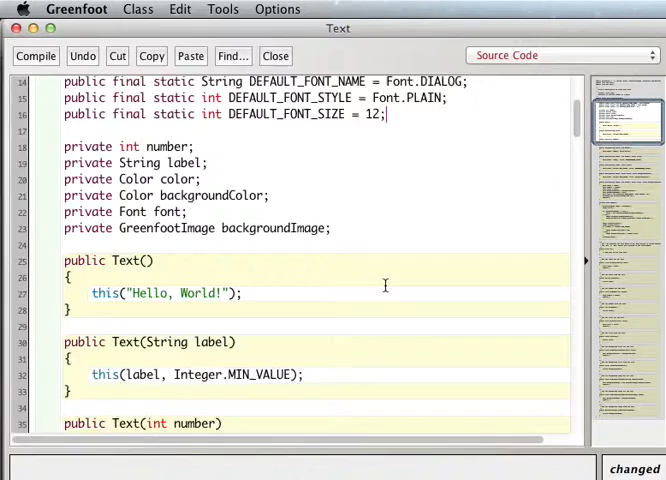 Greenfoot Class Edit Tools Options
Text
Compile Undo Cut Copy Paste Find... Close Source Code
14 public final static String DEFAULT_FONT_NAME = Font.DIALOG;
15 public final static int DEFAULT_FONT_STYLE = Font.PLAIN;
16 public final static int DEFAULT_FONT_SIZE = 12;
17
18 private int number;
19 private String label;
20 private Color color;
21 private Color backgroundColor;
22 private Font font;
23 private GreenfootImage backgroundImage;
24
25 public Text()
26 {
27 this("Hello, World!");
28 }
29
30 public Text(String label)
31 {
32 this(label, Integer.MIN_VALUE);
33 }
34
35 public Text(int number)
changed